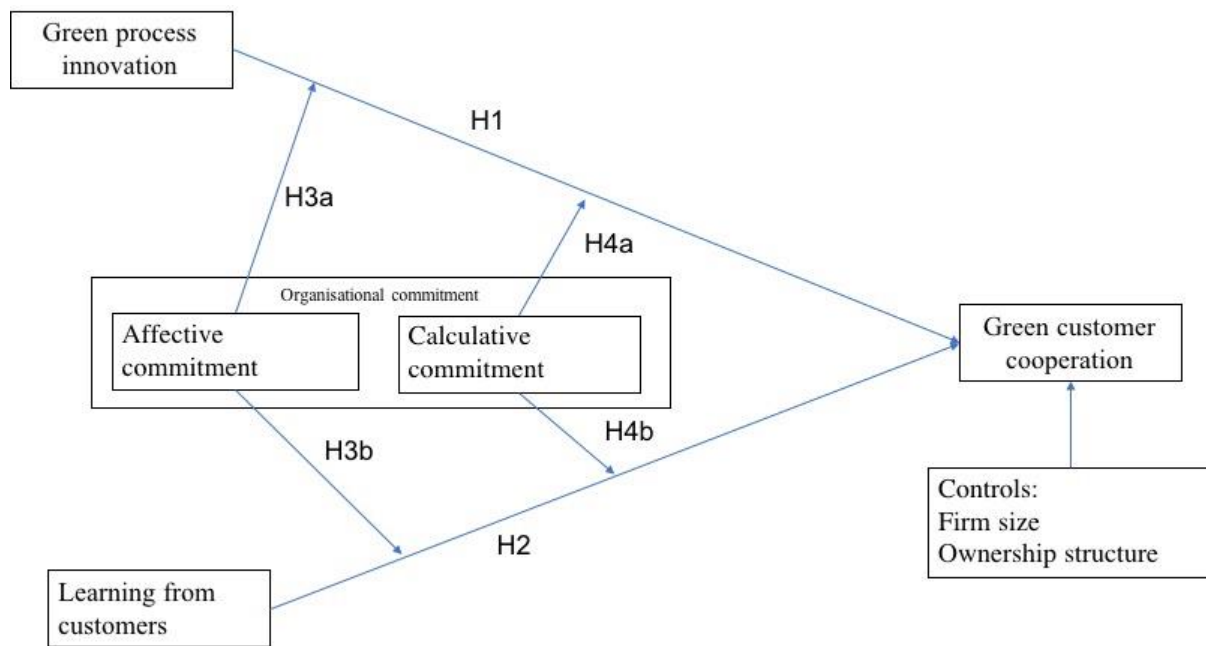 Green process
innovation
H1
H3a
H4a
Organisational commitment
Affective
commitment
Calculative
commitment
Green customer
cooperation
H3b
H4b
Controls:
Firm size
Ownership structure
H2
Learning from
customers